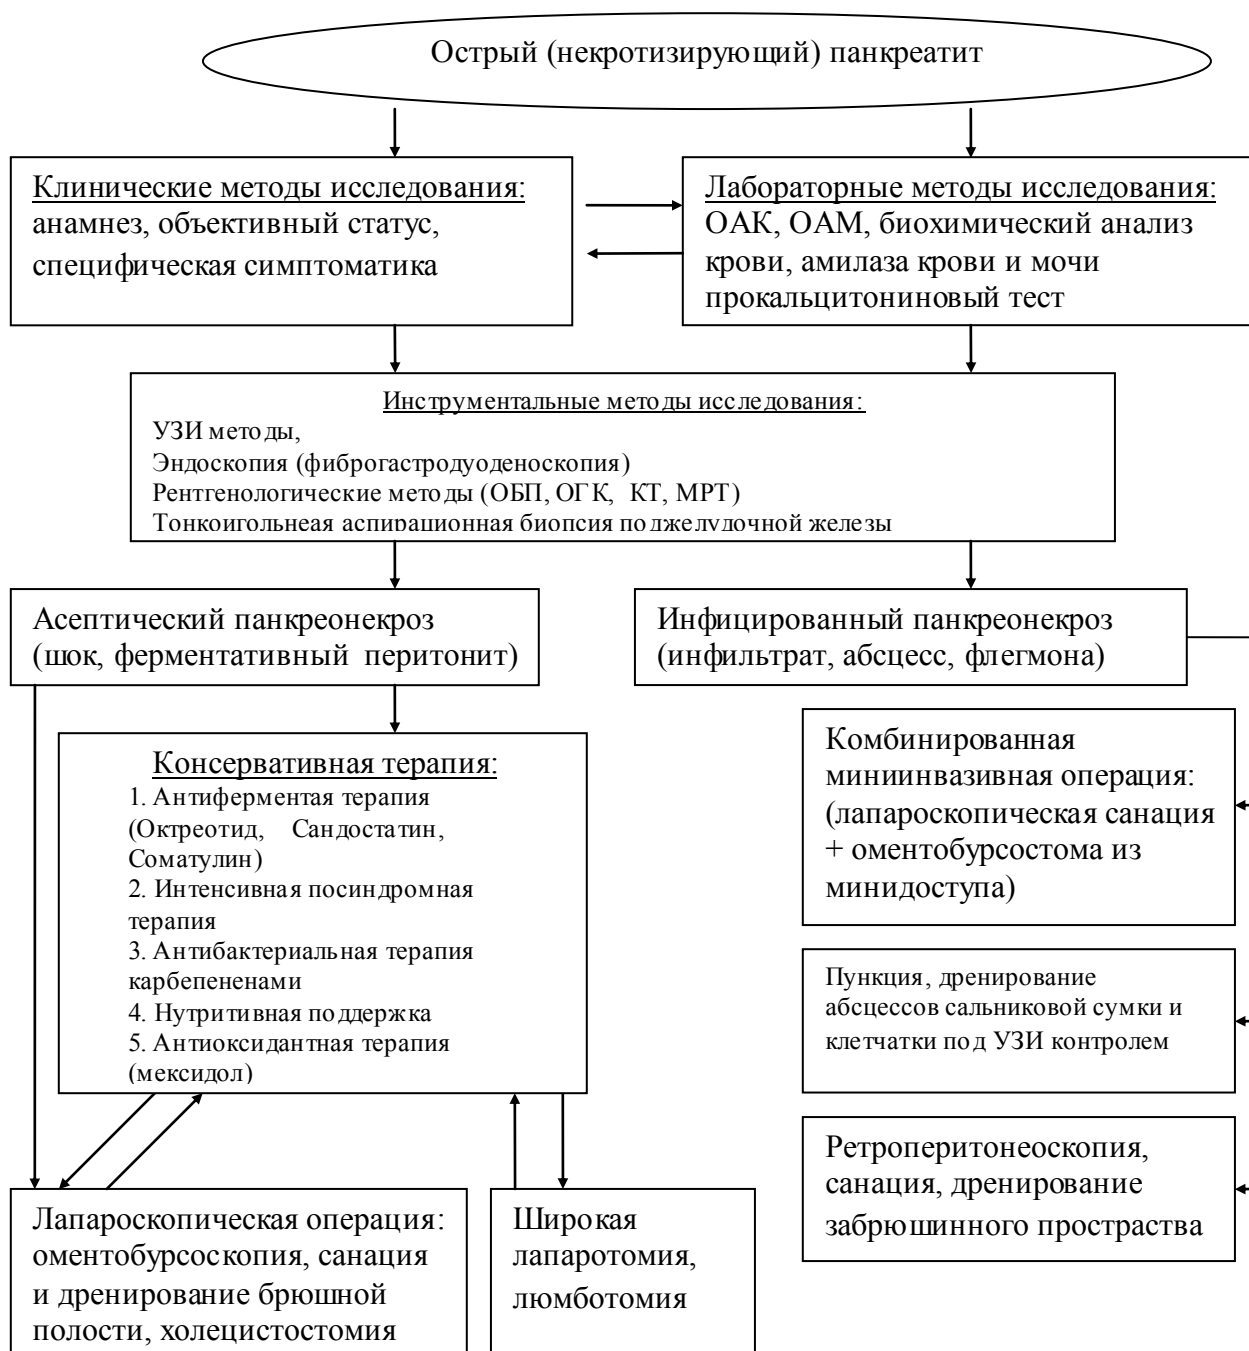 Острый (некротизирующий) панкреатит
Клинические методы исследования:
анамнез, объективный статус,
специфическая симптоматика
Лабораторные методы исследования:
ОАК, ОАМ, биохимический анализ
крови, амилаза крови и мочи
прокальцитониновый тест
Инструментальные методы исследования:
УЗИ методы,
Эндоскопия (фиброгастродуоденоскопия)
Рентгенологические методы (ОБП, ОГК, КТ, МРТ)
Тонкоигольнеая аспирационная биопсия поджелудочной железы
Асептический панкреонекроз
(шок, ферментативный перитонит)
Инфицированный панкреонекроз
(инфильтрат, абсцесс, флегмона)
Консервативная терапия:
1. Антиферментая терапия
(Октреотид, Сандостатин,
Соматулин)
2. Интенсивная посиндромная
терапия
3. Антибактериальная терапия
карбепененами
4. Нутритивная поддержка
5. Антиоксидантная терапия
(мексидол)
Комбинированная
миниинвазивная операция:
(лапароскопическая санация
+ оментобурсостома из
минидоступа)
Пункция, дренирование
абсцессов сальниковой сумки и
клетчатки под УЗИ контролем
Ретроперитонеоскопия,
санация, дренирование
забрюшинного простраства
Лапароскопическая операция:
оментобурсоскопия, санация
и дренирование брюшной
полости, холецистостомия
Широкая
лапаротомия,
люмботомия